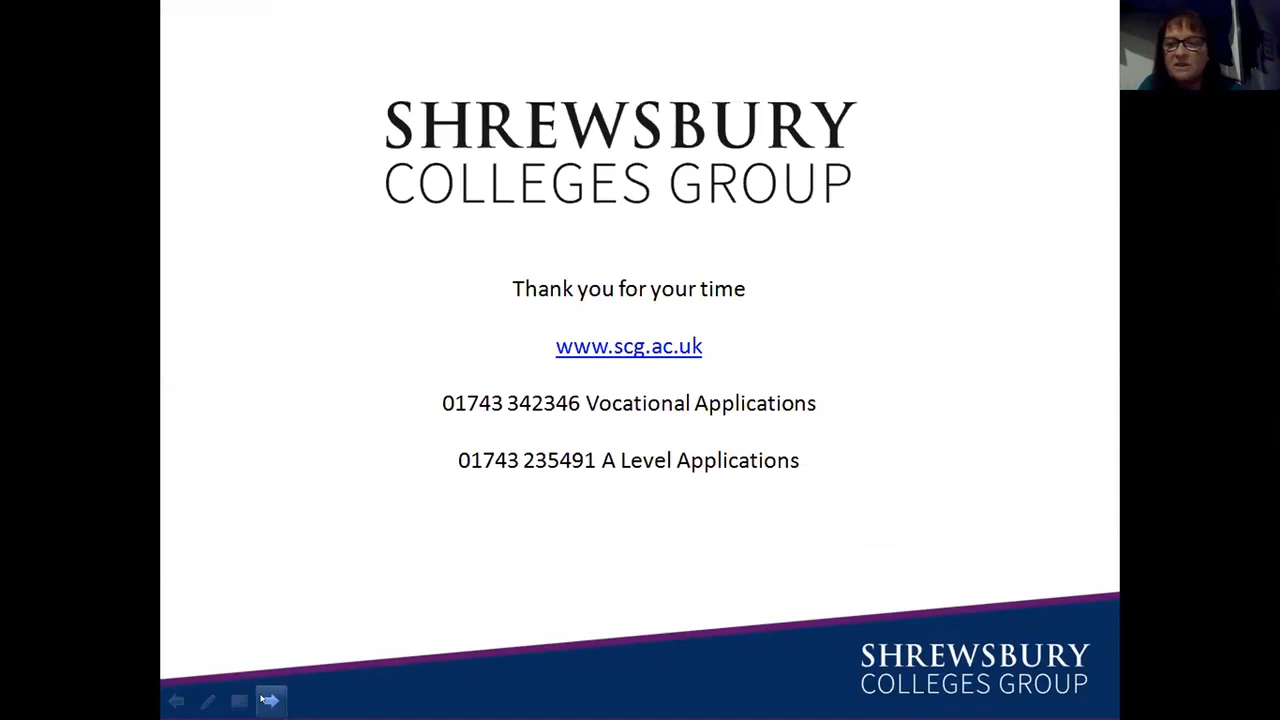 SHREWSBURY
COLLEGES GROUP
Thank you for your time
www.scg.ac.uk
01743 342346 Vocational Applications
01743 235491 A Level Applications
SHREWSBURY
COLLEGES GROUP